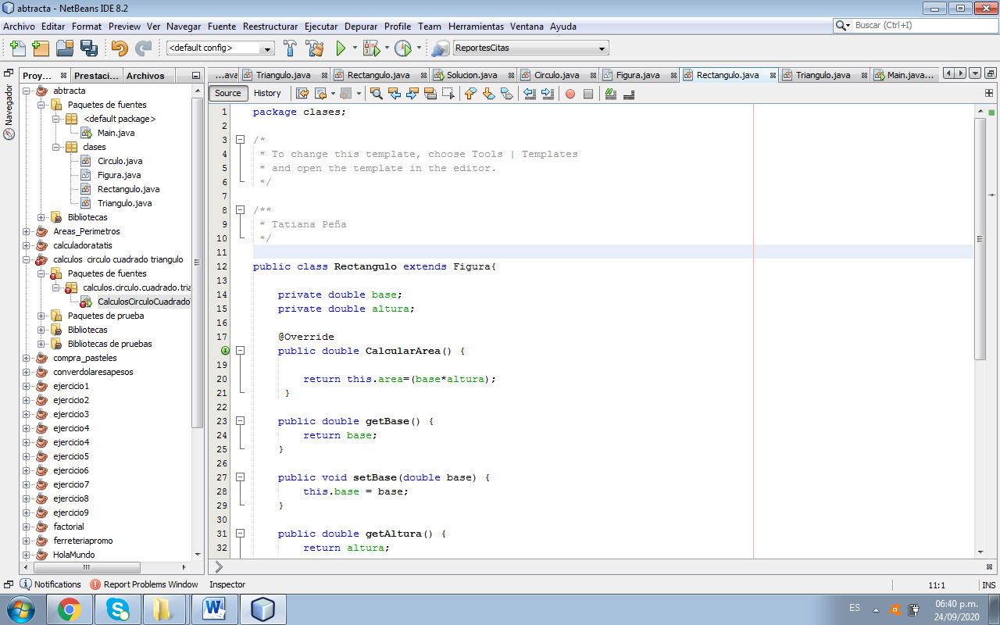 abtracta - NetBeans IDE 8.2
Archivo Editar Format Preview Ver Navegar Fuente Reestructurar Ejecutar Depurar Profile Team Herramientas Ventana Ayuda
Buscar (Ctrl+I)
<default config>
ReportesCitas
Proy... Prestaci... Archivos
...ava Triangulo.java Rectangulo.java Solucion.java Circulo.java Figura.java Rectangulo.java Triangulo.java Main.java...
Source History
Navegador
abtracta
Paquetes de fuentes
<default package>
Main.java
clases
Circulo.java
Figura.java
Rectangulo.java
Triangulo.java
Bibliotecas
Areas_Perimetros
calculadoratatis
calculos circulo cuadrado triangulo
Paquetes de fuentes
calculos.circulo.cuadrado.tria
CalculosCirculoCuadrado
Paquetes de prueba
Bibliotecas
Bibliotecas de pruebas
compra_pasteles
converdolaresapesos
ejercicio1
ejercicio2
ejercicio3
ejercicio4
ejercicio4
ejercicio5
ejercicio6
ejercicio7
ejercicio8
ejercicio9
factorial
ferreteriapromo
HolaMundo
1 package clases;
2
3 /*
4 * To change this template, choose Tools | Templates
5 * and open the template in the editor.
6 */
7
8 /**
9 * Tatiana Peña
10 */
11
12 public class Rectangulo extends Figura{
13
14 private double base;
15 private double altura;
16
17 @Override
public double CalcularArea() {
19
20 return this.area=(base*altura);
21 }
22
23 public double getBase() {
24 return base;
25 }
26
27 public void setBase(double base) {
28 this.base = base;
29 }
30
31 public double getAltura() {
32 return altura;
Notifications Report Problems Window Inspector
11:1 INS
ES 06:40 p.m.
24/09/2020